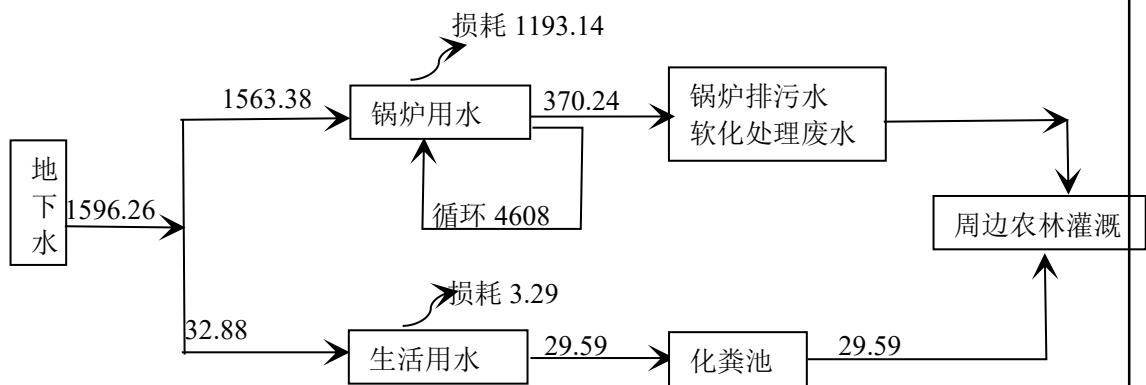 损耗 1193.14
1563.38
锅炉用水
370.24
锅炉排污水
软化处理废水
地
下
水
1596.26
循环 4608
周边农林灌溉
损耗 3.29
32.88
生活用水
29.59
化粪池
29.59